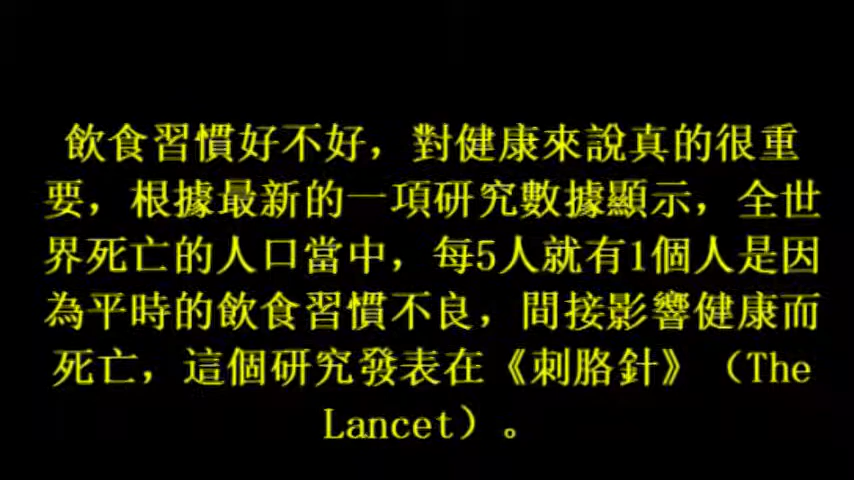 飲食習慣好不好，對健康來說真的很重
要，根據最新的一項研究數據顯示，全世
界死亡的人口當中，每5人就有1個人是因
為平時的飲食習慣不良，間接影響健康而
死亡，這個研究發表在《刺胳針》（The
Lancet）。